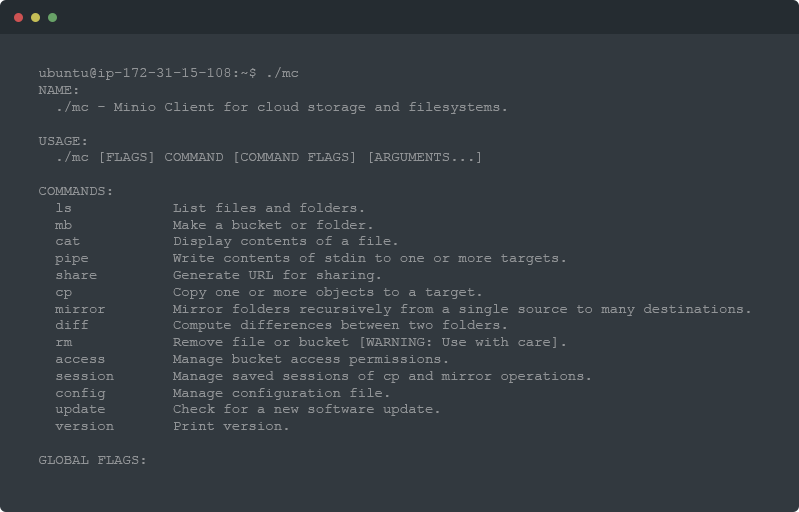 ubuntu@ip-172-31-15-108:~$ ./mc
NAME:
  ./mc - Minio Client for cloud storage and filesystems.

USAGE:
  ./mc [FLAGS] COMMAND [COMMAND FLAGS] [ARGUMENTS...]

COMMANDS:
  ls            List files and folders.
  mb            Make a bucket or folder.
  cat           Display contents of a file.
  pipe          Write contents of stdin to one or more targets.
  share         Generate URL for sharing.
  cp            Copy one or more objects to a target.
  mirror        Mirror folders recursively from a single source to many destinations.
  diff          Compute differences between two folders.
  rm            Remove file or bucket [WARNING: Use with care].
  access        Manage bucket access permissions.
  session       Manage saved sessions of cp and mirror operations.
  config        Manage configuration file.
  update        Check for a new software update.
  version       Print version.

GLOBAL FLAGS: